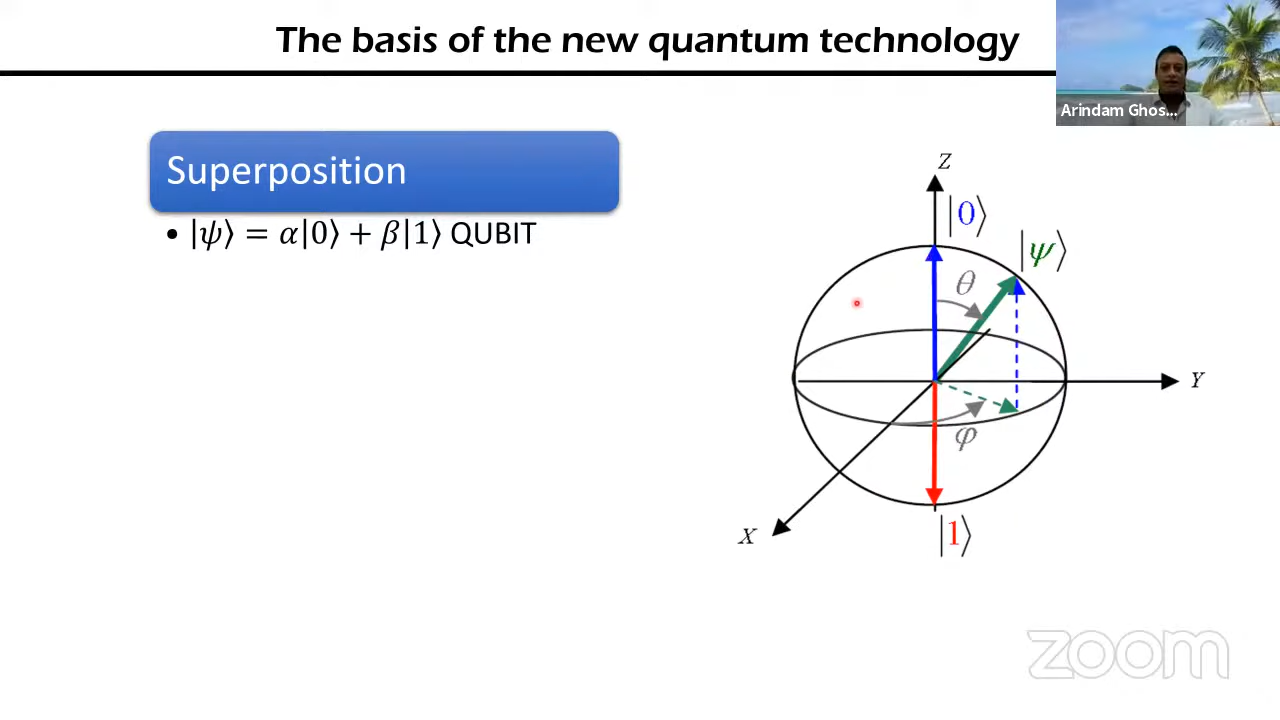 The basis of the new quantum technology
Arindam Ghos...
Superposition
• |ψ⟩ = α|0⟩ + β|1⟩ QUBIT
Z
|0⟩
|ψ⟩
θ
Y
φ
X
|1⟩
zoom